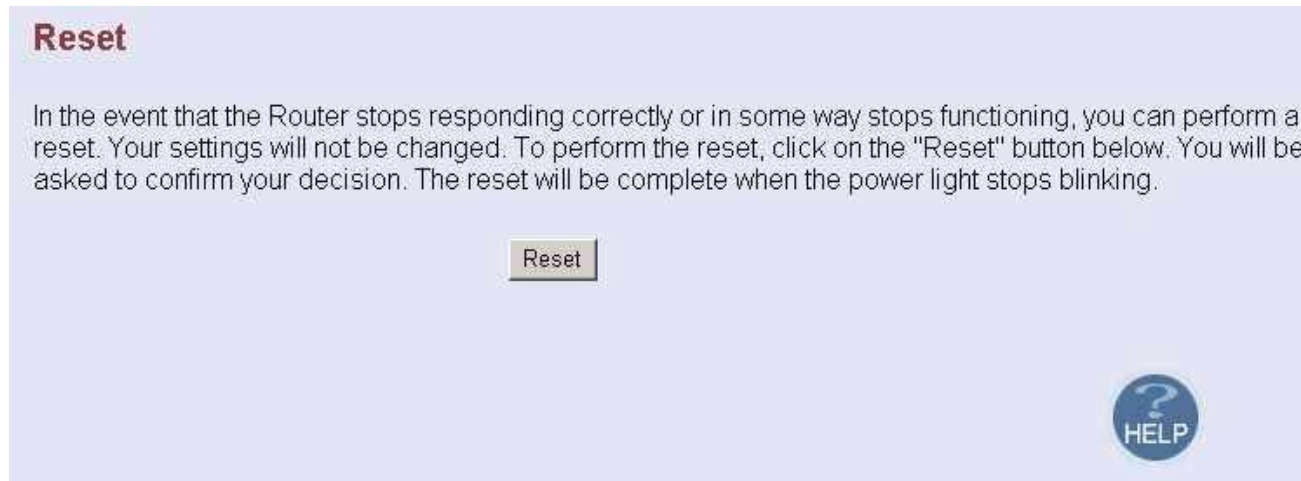 Reset
In the event that the Router stops responding correctly or in some way stops functioning, you can perform a
reset. Your settings will not be changed. To perform the reset, click on the "Reset" button below. You will be
asked to confirm your decision. The reset will be complete when the power light stops blinking.
Reset
?
HELP